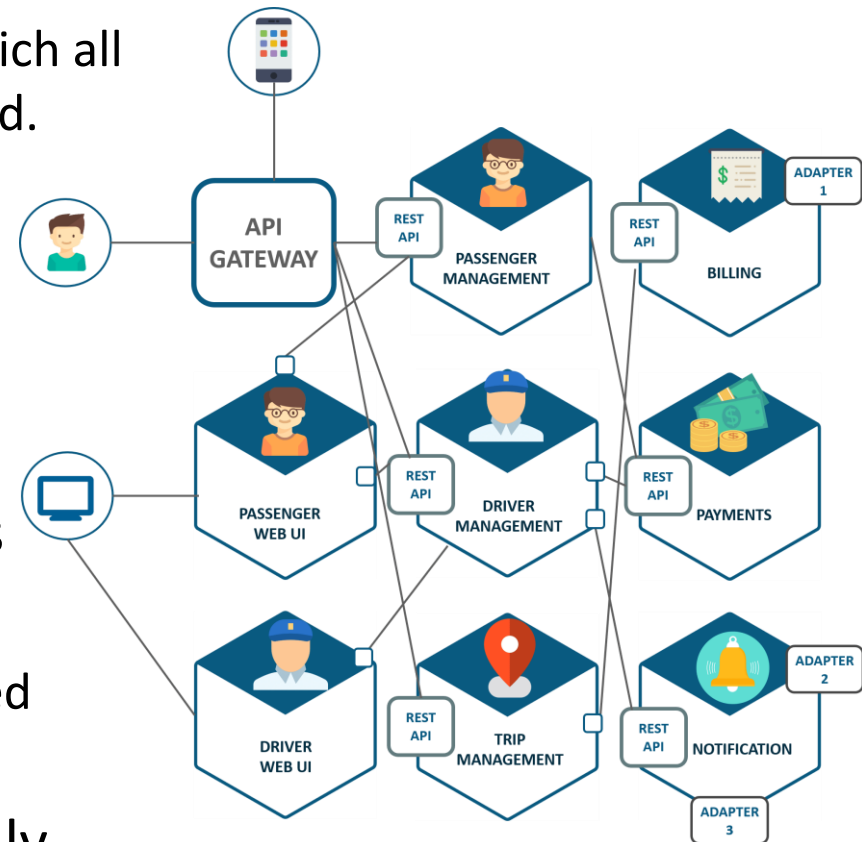 ich all
d.
API
GATEWAY
REST
API
PASSENGER
MANAGEMENT
REST
API
ADAPTER
1
BILLING
PASSENGER
WEB UI
REST
API
DRIVER
MANAGEMENT
REST
API
PAYMENTS
s
ed
DRIVER
WEB UI
REST
API
TRIP
MANAGEMENT
REST
API
NOTIFICATION
ADAPTER
2
ADAPTER
3
ly